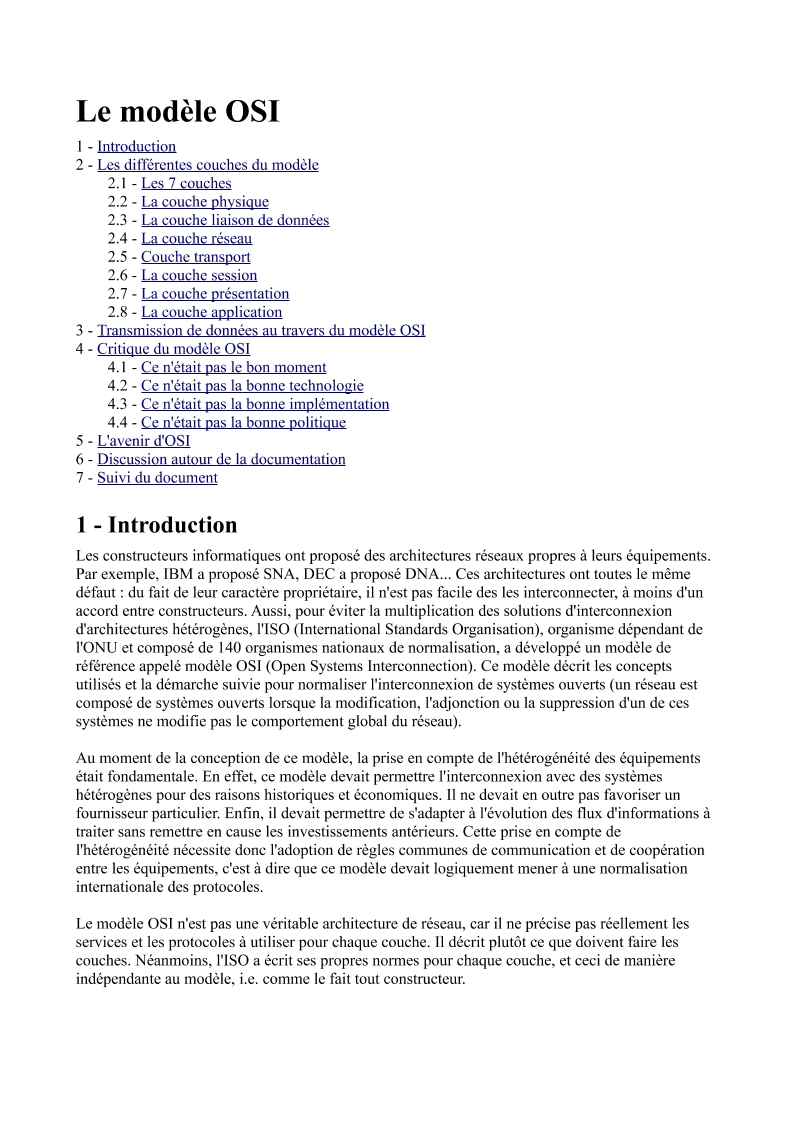 Le modèle OSI
1 - Introduction
2 - Les différentes couches du modèle
2.1 - Les 7 couches
2.2 - La couche physique
2.3 - La couche liaison de données
2.4 - La couche réseau
2.5 - Couche transport
2.6 - La couche session
2.7 - La couche présentation
2.8 - La couche application
3 - Transmission de données au travers du modèle OSI
4 - Critique du modèle OSI
4.1 - Ce n'était pas le bon moment
4.2 - Ce n'était pas la bonne technologie
4.3 - Ce n'était pas la bonne implémentation
4.4 - Ce n'était pas la bonne politique
5 - L'avenir d'OSI
6 - Discussion autour de la documentation
7 - Suivi du document
1 - Introduction
Les constructeurs informatiques ont proposé des architectures réseaux propres à leurs équipements.
Par exemple, IBM a proposé SNA, DEC a proposé DNA... Ces architectures ont toutes le même
défaut : du fait de leur caractère propriétaire, il n'est pas facile des les interconnecter, à moins d'un
accord entre constructeurs. Aussi, pour éviter la multiplication des solutions d'interconnexion
d'architectures hétérogènes, l'ISO (International Standards Organisation), organisme dépendant de
l'ONU et composé de 140 organismes nationaux de normalisation, a développé un modèle de
référence appelé modèle OSI (Open Systems Interconnection). Ce modèle décrit les concepts
utilisés et la démarche suivie pour normaliser l'interconnexion de systèmes ouverts (un réseau est
composé de systèmes ouverts lorsque la modification, l'adjonction ou la suppression d'un de ces
systèmes ne modifie pas le comportement global du réseau).
Au moment de la conception de ce modèle, la prise en compte de l'hétérogénéité des équipements
était fondamentale. En effet, ce modèle devait permettre l'interconnexion avec des systèmes
hétérogènes pour des raisons historiques et économiques. Il ne devait en outre pas favoriser un
fournisseur particulier. Enfin, il devait permettre de s'adapter à l'évolution des flux d'informations à
traiter sans remettre en cause les investissements antérieurs. Cette prise en compte de
l'hétérogénéité nécessite donc l'adoption de règles communes de communication et de coopération
entre les équipements, c'est à dire que ce modèle devait logiquement mener à une normalisation
internationale des protocoles.
Le modèle OSI n'est pas une véritable architecture de réseau, car il ne précise pas réellement les
services et les protocoles à utiliser pour chaque couche. Il décrit plutôt ce que doivent faire les
couches. Néanmoins, l'ISO a écrit ses propres normes pour chaque couche, et ceci de manière
indépendante au modèle, i.e. comme le fait tout constructeur.